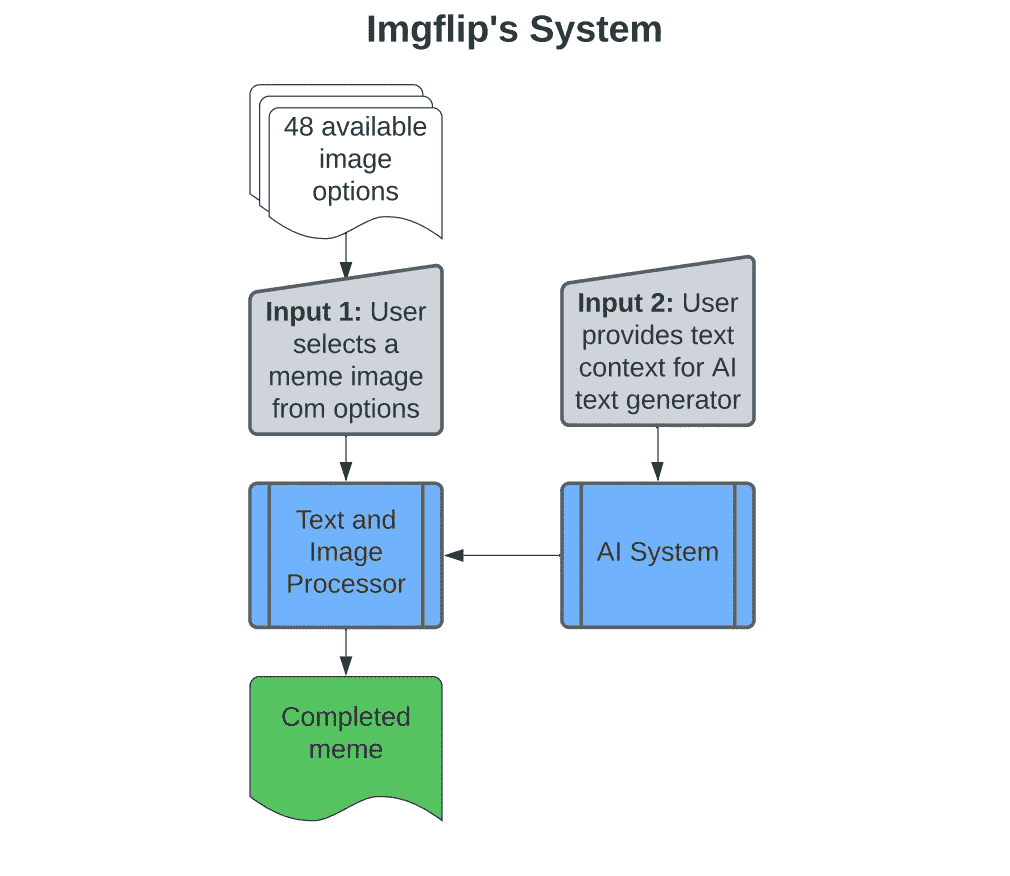 Imgflip's System
48 available
image
options
Input 1: User
selects a
meme image
from options
Input 2: User
provides text
context for AI
text generator
Text and
Image
Processor
AI System
Completed
meme